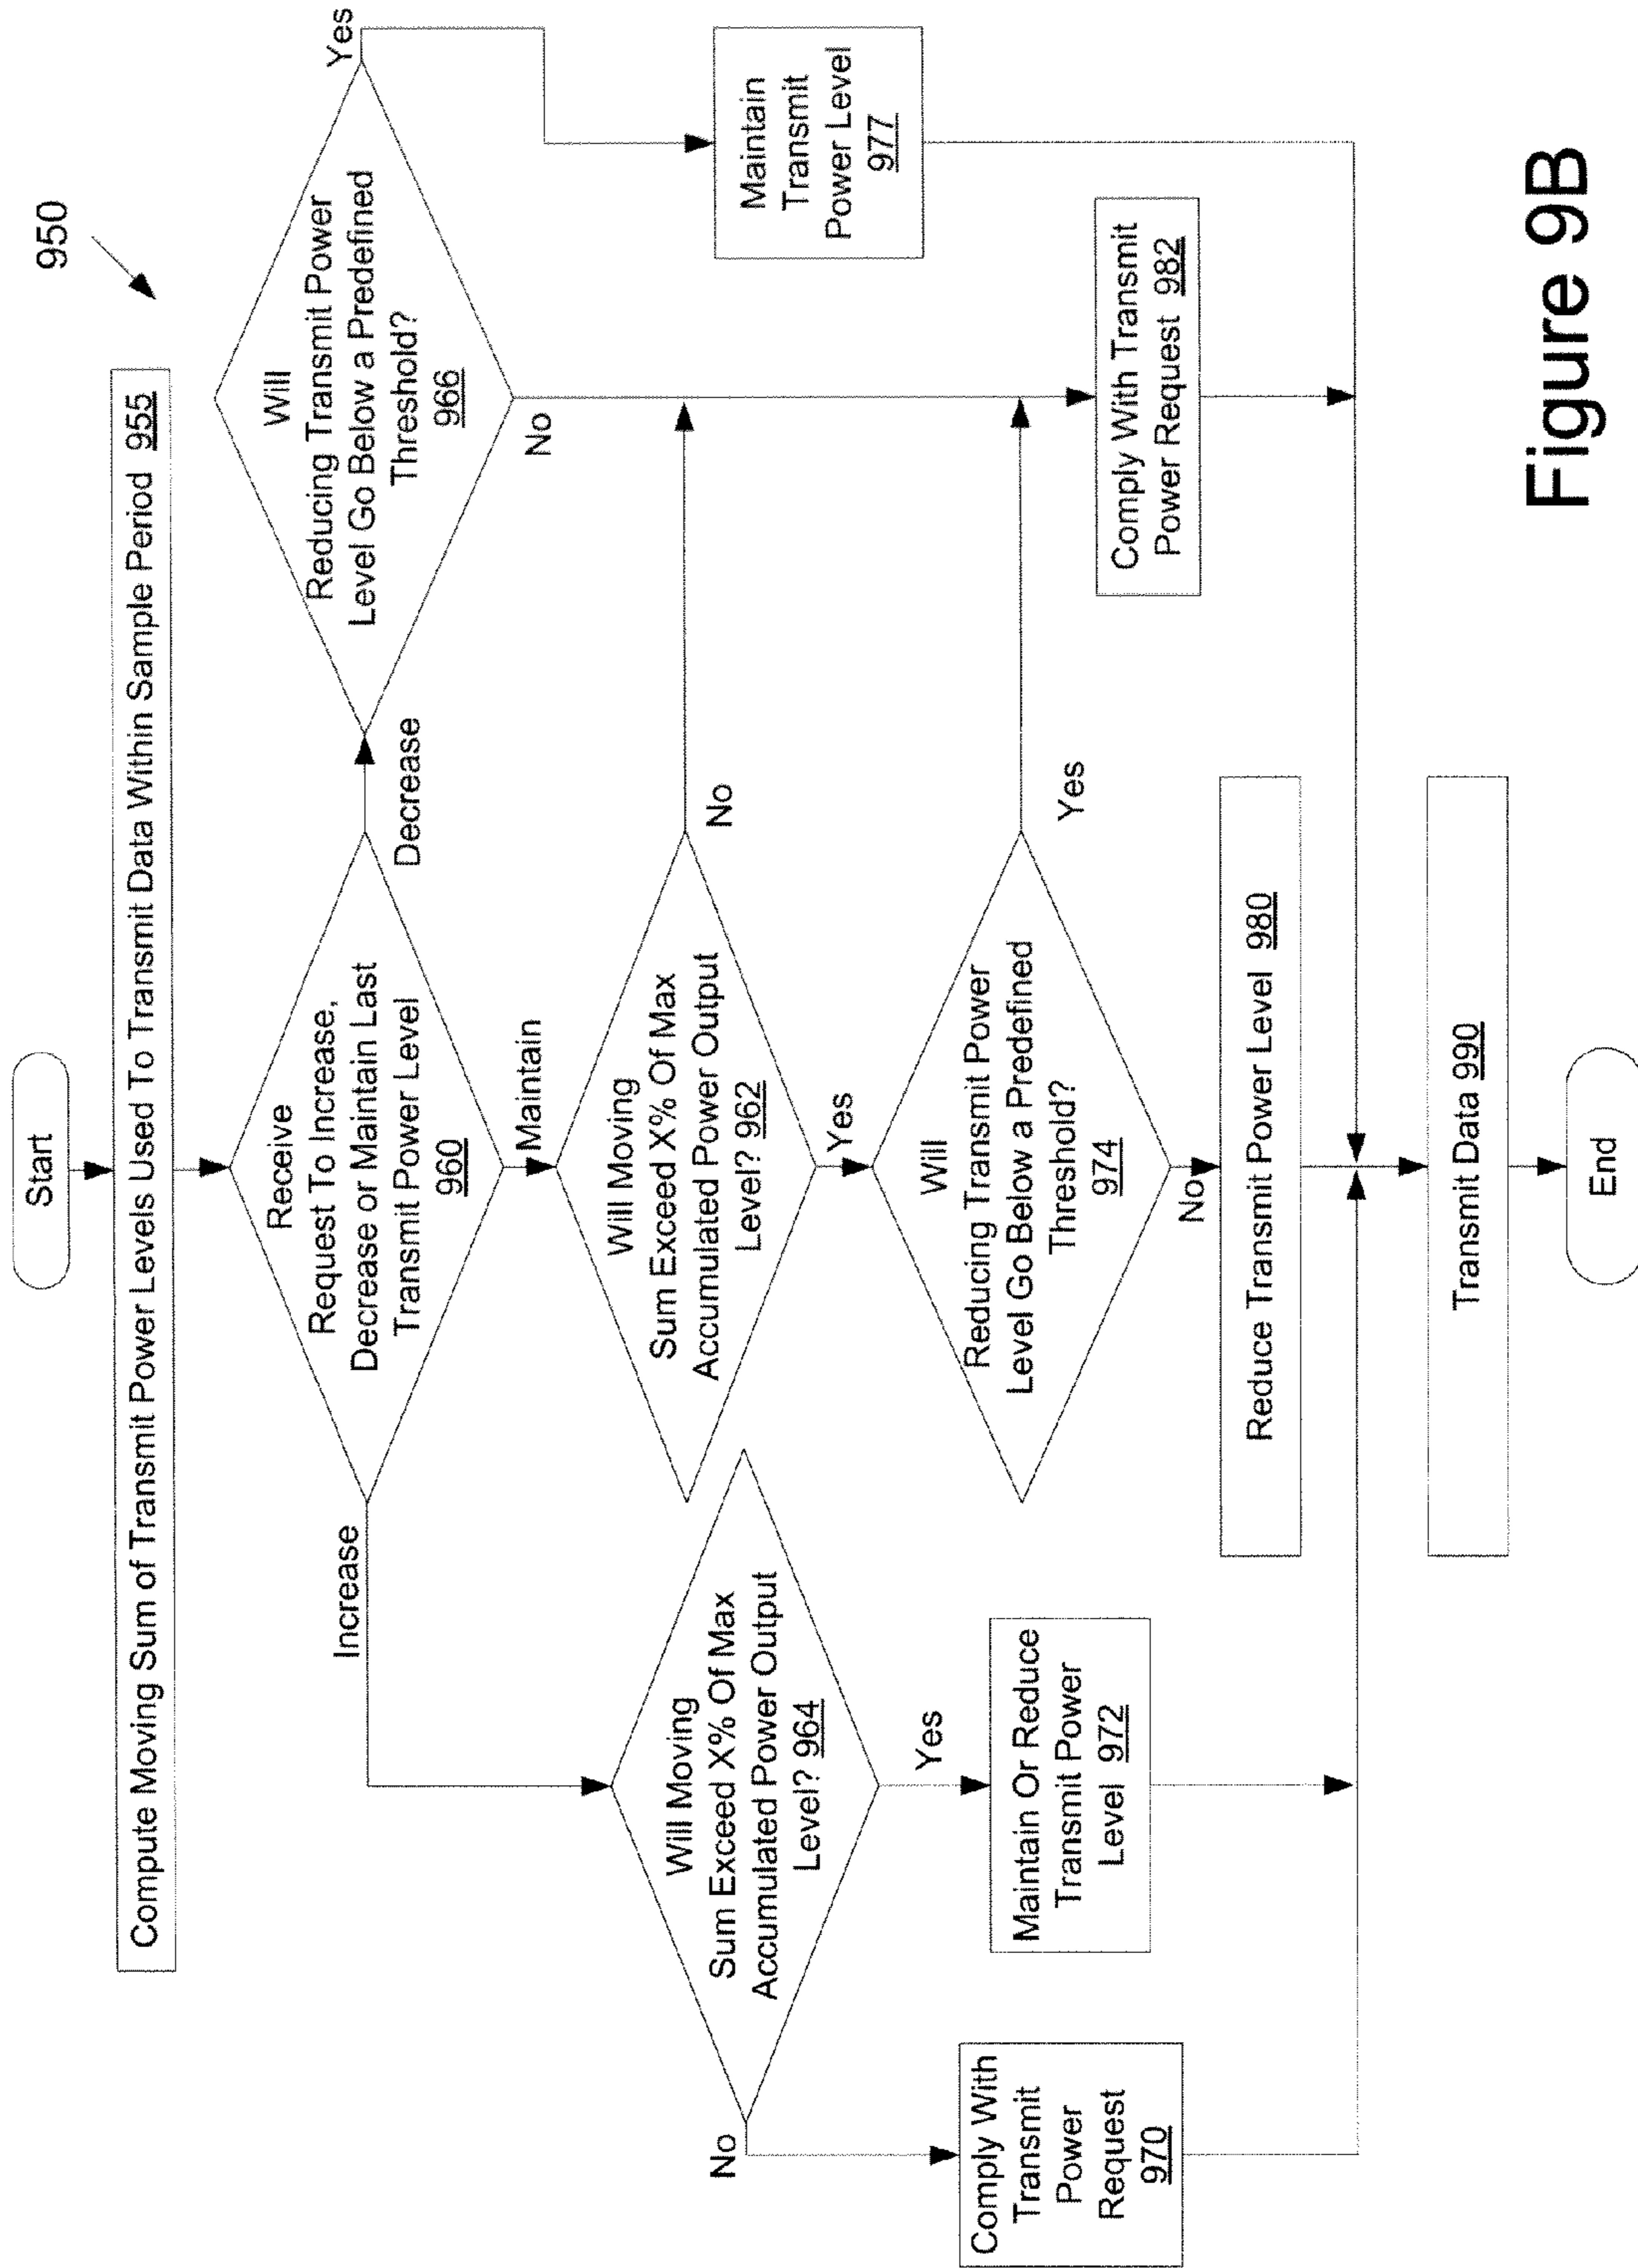 950
Start
Compute Moving Sum of Transmit Power Levels Used To Transmit Data Within Sample Period 955
Receive
Request To Increase,
Decrease or Maintain Last
Transmit Power Level
960
Increase
Maintain
Decrease
Will
Reducing Transmit Power
Level Go Below a Predefined
Threshold?
966
Yes
No
Will Moving
Sum Exceed X% Of Max
Accumulated Power Output
Level? 964
No
Yes
Will Moving
Sum Exceed X% Of Max
Accumulated Power Output
Level? 962
No
Yes
Maintain
Transmit
Power Level
977
Will
Reducing Transmit Power
Level Go Below a Predefined
Threshold?
974
Yes
No
Comply With
Transmit
Power
Request
970
Maintain Or Reduce
Transmit Power
Level 972
Comply With Transmit
Power Request 982
Reduce Transmit Power Level 980
Transmit Data 990
End
Figure 9B